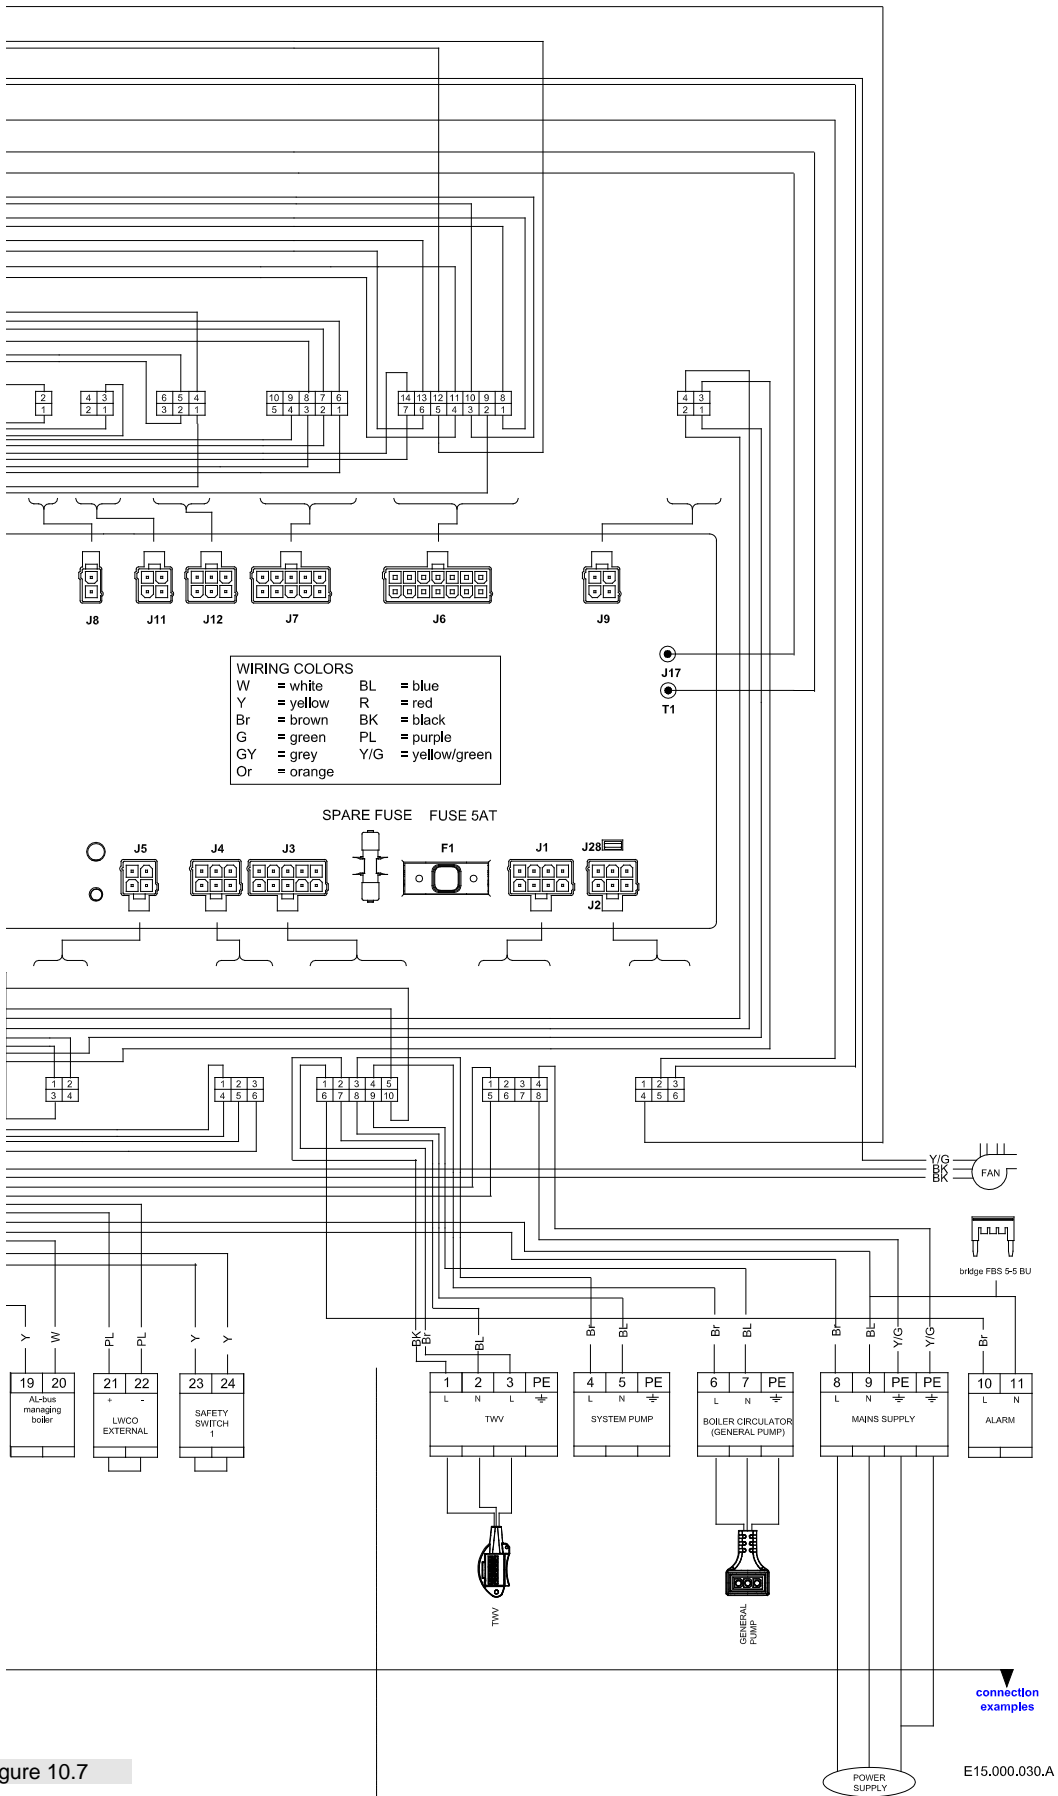 2
1
4 3
2 1
6 5 4
3 2 1
10 9 8 7 6
5 4 3 2 1
14 13 12 11 10 9 8
7 6 5 4 3 2 1
4 3
2 1
J8
J11
J12
J7
J6
J9
J17
T1
WIRING COLORS
W = white BL = blue
Y = yellow R = red
Br = brown BK = black
G = green PL = purple
GY = grey Y/G = yellow/green
Or = orange
SPARE FUSE FUSE 5AT
J5
J4
J3
F1
J1
J28
J2
1 2
3 4
1 2 3
4 5 6
1 2 3 4 5
6 7 8 9 10
1 2 3 4
5 6 7 8
1 2 3
4 5 6
Y/G
BK
BK
FAN
bridge FBS 5-5 BU
Y
W
PL
PL
Y
Y
BK
Br
BL
Br
BL
Br
BL
Br
BL
Y/G
Y/G
Br
19 20
AL-bus
managing
boiler
21 22
+ -
LWCO
EXTERNAL
23 24
SAFETY
SWITCH
1
1 2 3 PE
L N L
TWV
4 5 PE
L N
SYSTEM PUMP
6 7 PE
L N
BOILER CIRCULATOR
(GENERAL PUMP)
8 9 PE PE
L N
MAINS SUPPLY
10 11
L N
ALARM
TWV
GENERAL
PUMP
connection
examples
POWER
SUPPLY
gure 10.7
E15.000.030.A